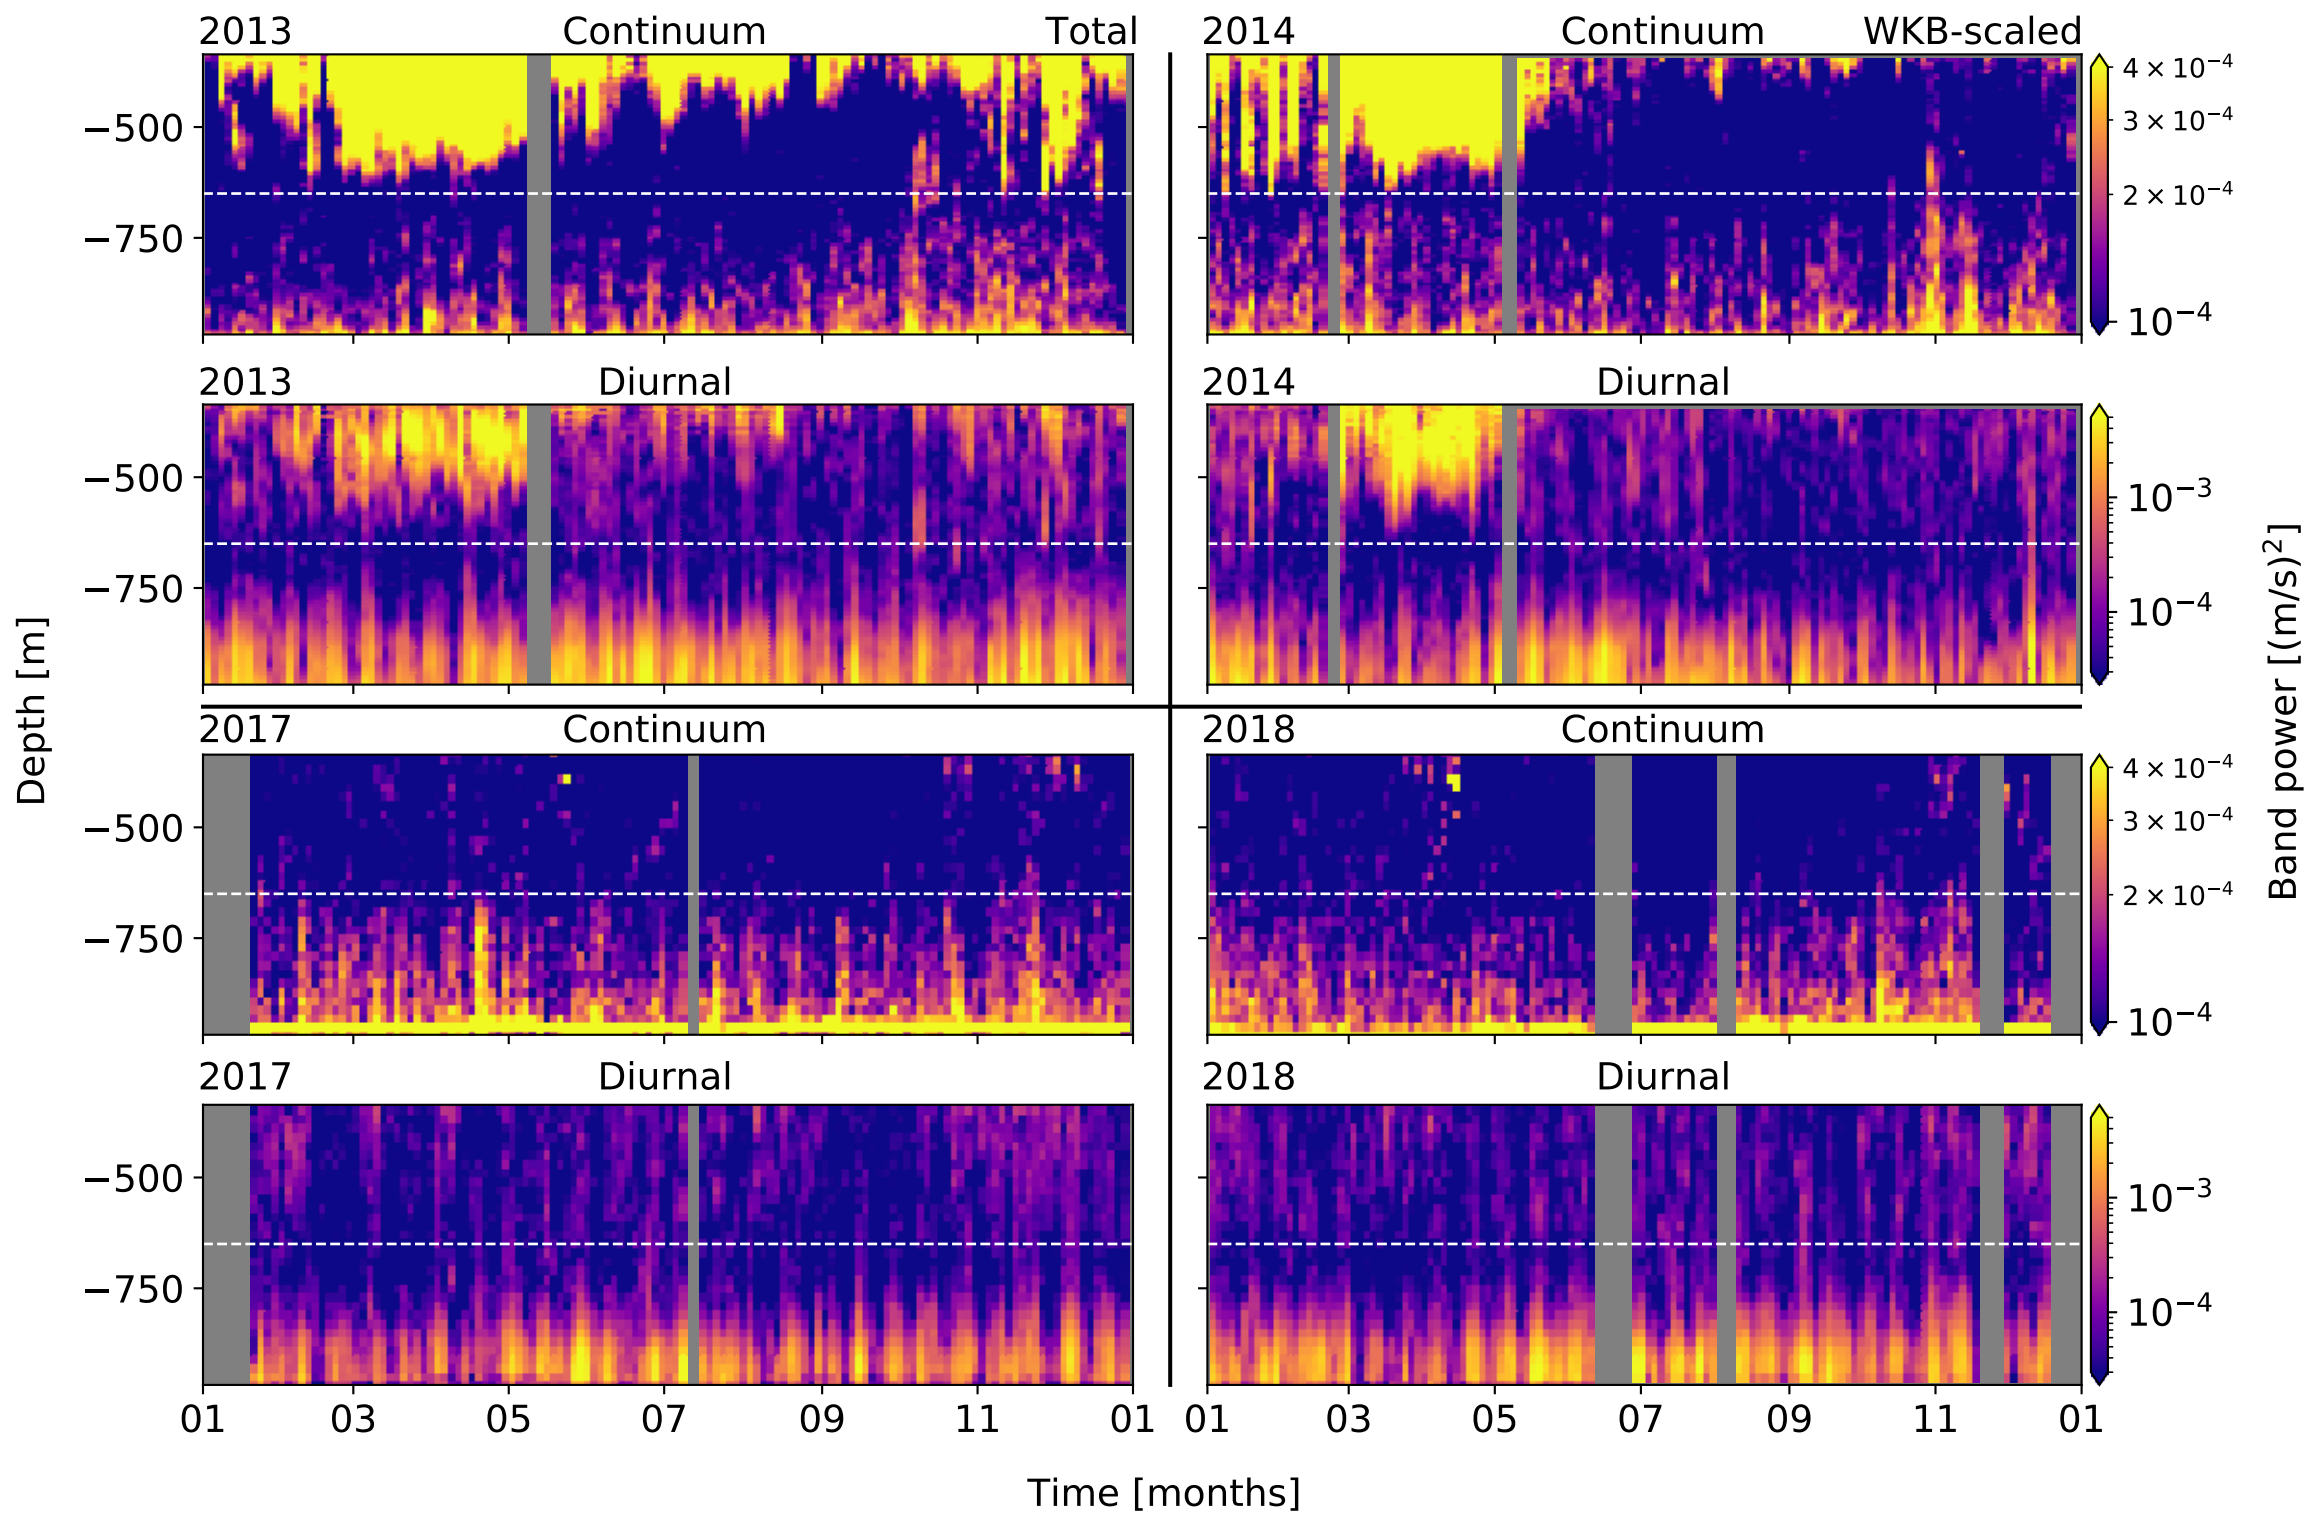 2013 Continuum Total 2014 Continuum WKB-scaled
−500
−750
4 × 10⁻⁴
3 × 10⁻⁴
2 × 10⁻⁴
10⁻⁴
2013 Diurnal 2014 Diurnal
−500
−750
10⁻³
10⁻⁴
Depth [m]
Band power [(m/s)²]
2017 Continuum 2018 Continuum
−500
−750
4 × 10⁻⁴
3 × 10⁻⁴
2 × 10⁻⁴
10⁻⁴
2017 Diurnal 2018 Diurnal
−500
−750
10⁻³
10⁻⁴
01 03 05 07 09 11 01 01 03 05 07 09 11 01
Time [months]